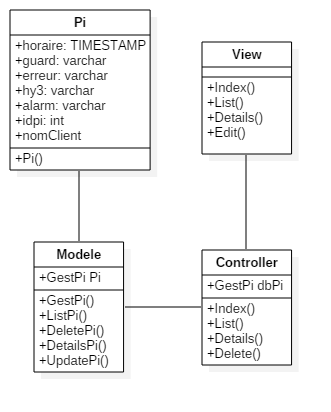 Pi
+horaire: TIMESTAMP
+guard: varchar
+erreur: varchar
+hy3: varchar
+alarm: varchar
+idpi: int
+nomClient
+Pi()
View
+Index()
+List()
+Details()
+Edit()
Modele
+GestPi Pi
+GestPi()
+ListPi()
+DeletePi()
+DetailsPi()
+UpdatePi()
Controller
+GestPi dbPi
+Index()
+List()
+Details()
+Delete()